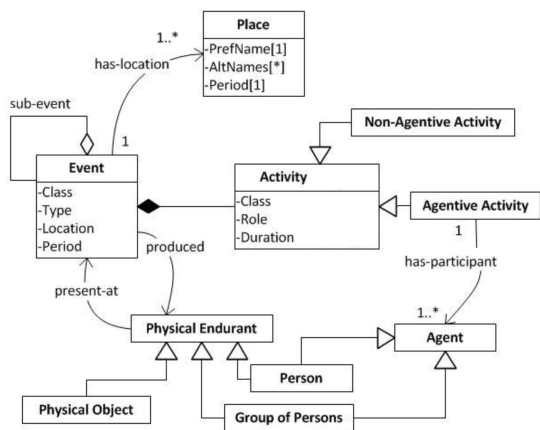 Place
-PrefName[1]
-AltNames[*]
-Period[1]
1..*
has-location
1
sub-event
Event
-Class
-Type
-Location
-Period
Activity
-Class
-Role
-Duration
Non-Agentive Activity
Agentive Activity
1
has-participant
1..*
produced
present-at
Physical Endurant
Agent
Person
Physical Object
Group of Persons